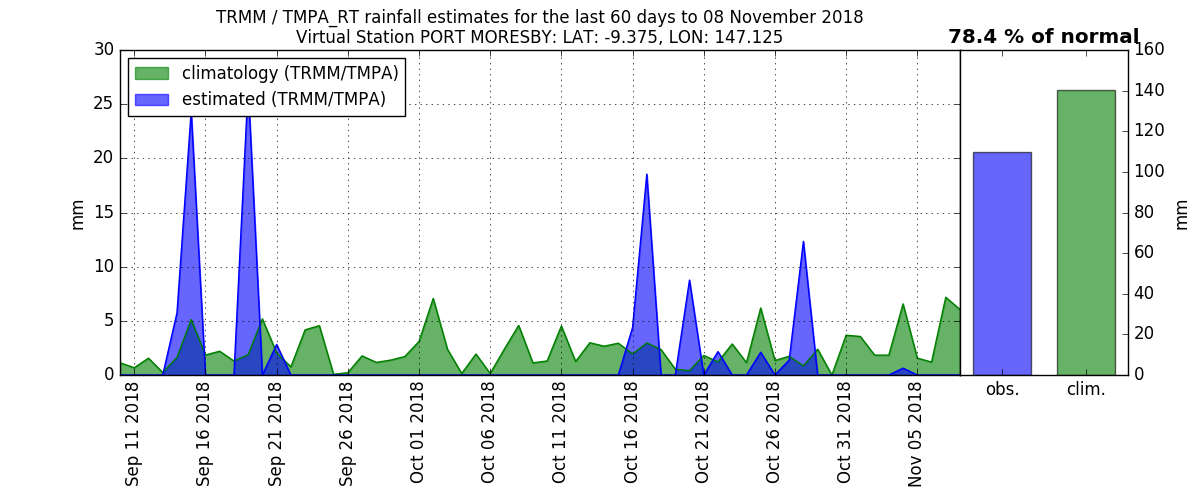 TRMM / TMPA_RT rainfall estimates for the last 60 days to 08 November 2018
Virtual Station PORT MORESBY: LAT: -9.375, LON: 147.125
78.4 % of normal
climatology (TRMM/TMPA)
estimated (TRMM/TMPA)
mm
30
25
20
15
10
5
0
Sep 11 2018
Sep 16 2018
Sep 21 2018
Sep 26 2018
Oct 01 2018
Oct 06 2018
Oct 11 2018
Oct 16 2018
Oct 21 2018
Oct 26 2018
Oct 31 2018
Nov 05 2018
160
140
120
100
80
60
40
20
0
mm
obs.
clim.